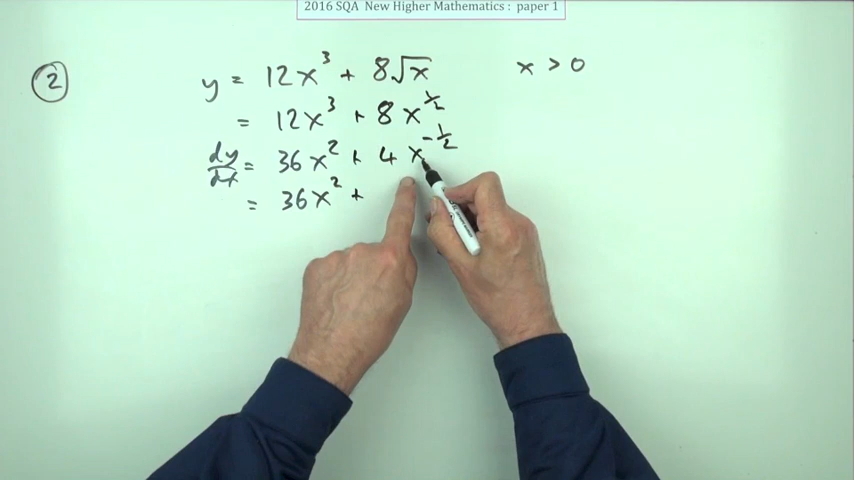 2016 SQA New Higher Mathematics : paper 1
2 y = 12x³ + 8√x x > 0
= 12x³ + 8x^½
dy/dx = 36x² + 4x^-½
= 36x² +